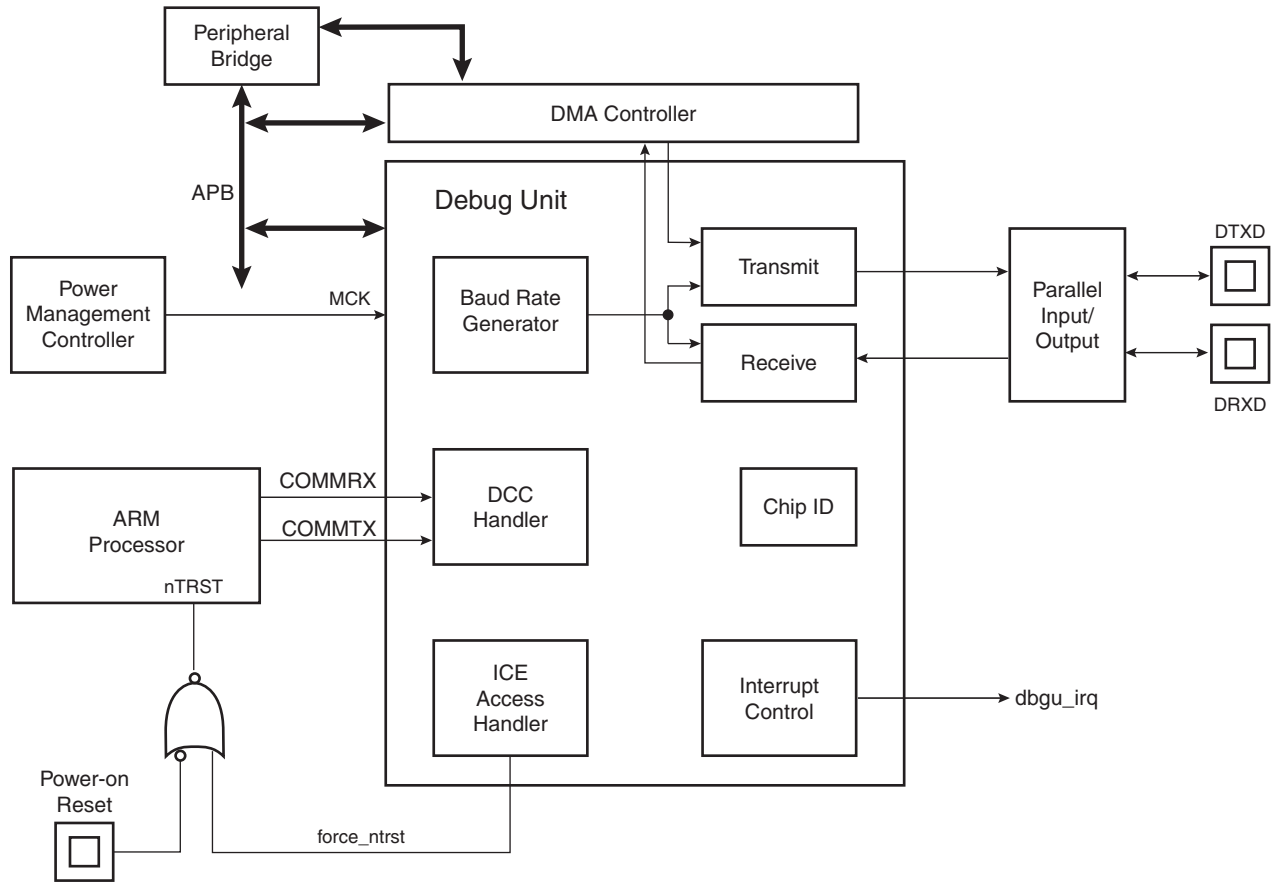 Peripheral
Bridge
DMA Controller
APB
Debug Unit
Power
Management
Controller
MCK
Baud Rate
Generator
Transmit
Receive
Parallel
Input/
Output
DTXD
DRXD
ARM
Processor
nTRST
COMMRX
COMMTX
DCC
Handler
Chip ID
ICE
Access
Handler
Interrupt
Control
dbgu_irq
Power-on
Reset
force_ntrst